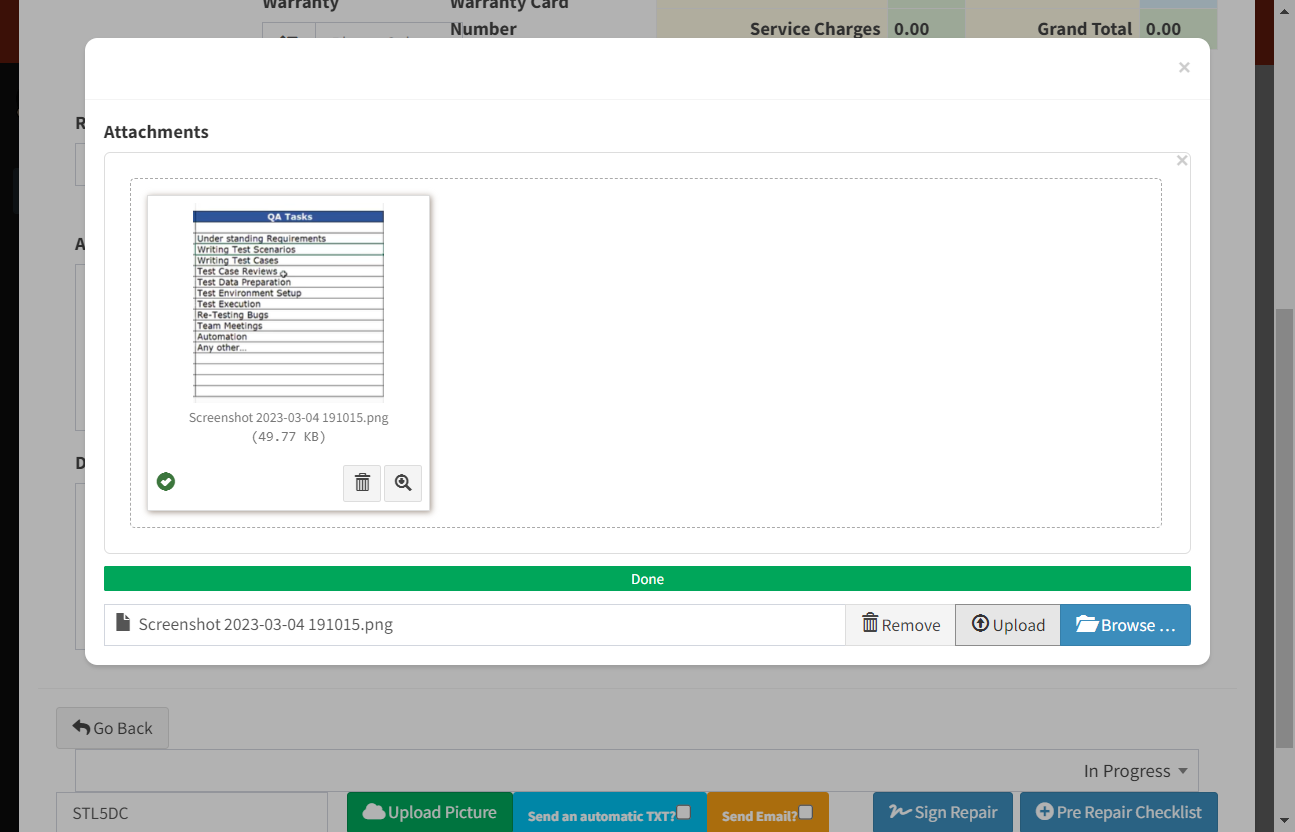 Warranty
Warranty Card
Number
Service Charges 0.00
Grand Total 0.00
×
R
Attachments
×
QA Tasks
Under standing Requirements
Writing Test Scenarios
Writing Test Cases
Test Case Reviews
Test Data Preparation
Test Environment Setup
Test Execution
Re-Testing Bugs
Team Meetings
Automation
Any other...
Screenshot 2023-03-04 191015.png
(49.77 KB)
A
D
Done
Screenshot 2023-03-04 191015.png
Remove
Upload
Browse …
Go Back
In Progress
STL5DC
Upload Picture
Send an automatic TXT?
Send Email?
Sign Repair
Pre Repair Checklist